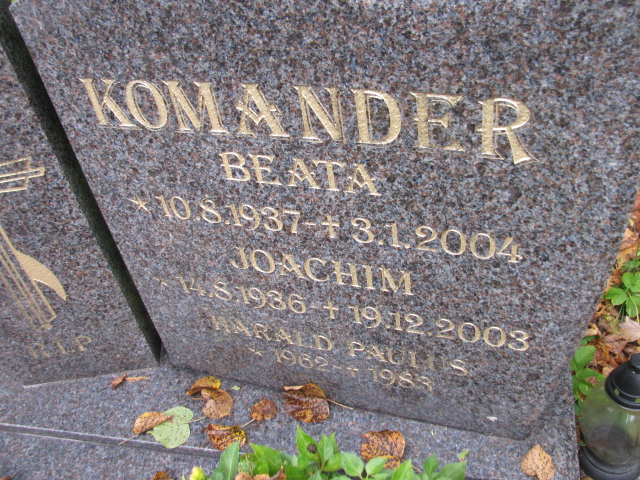 KOMANDER
BEATA
* 10.8.1937 - † 3.1.2004
JOACHIM
* 14.8.1936 - † 19.12.2003
HARALD PAULUS
* 1962 - † 1983
R.I.P